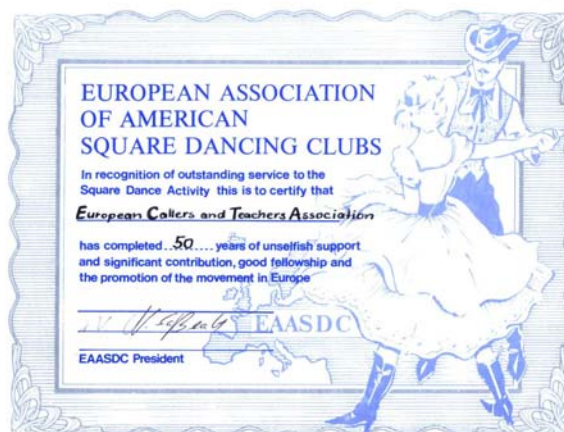 EUROPEAN ASSOCIATION
OF AMERICAN
SQUARE DANCING CLUBS
In recognition of outstanding service to the
Square Dance Activity this is to certify that
European Callers and Teachers Association
has completed..50....years of unselfish support
and significant contribution, good fellowship and
the promotion of the movement in Europe
EAASDC
EAASDC President